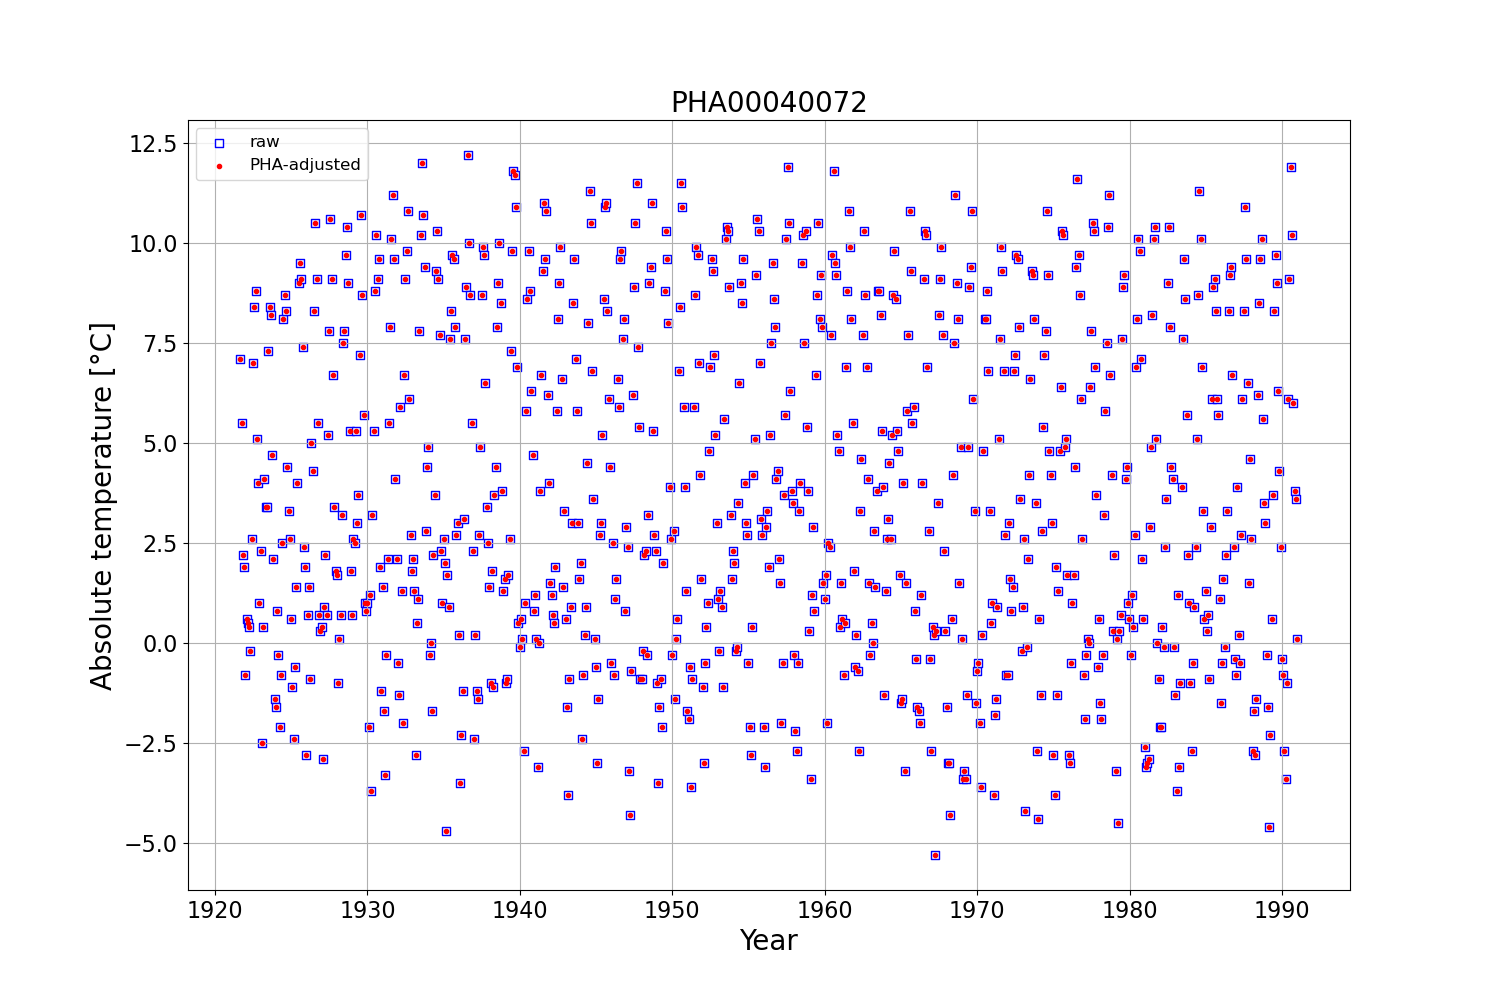 PHA00040072
raw
PHA-adjusted
12.5
10.0
7.5
5.0
2.5
0.0
−2.5
−5.0
Absolute temperature [°C]
1920 1930 1940 1950 1960 1970 1980 1990
Year